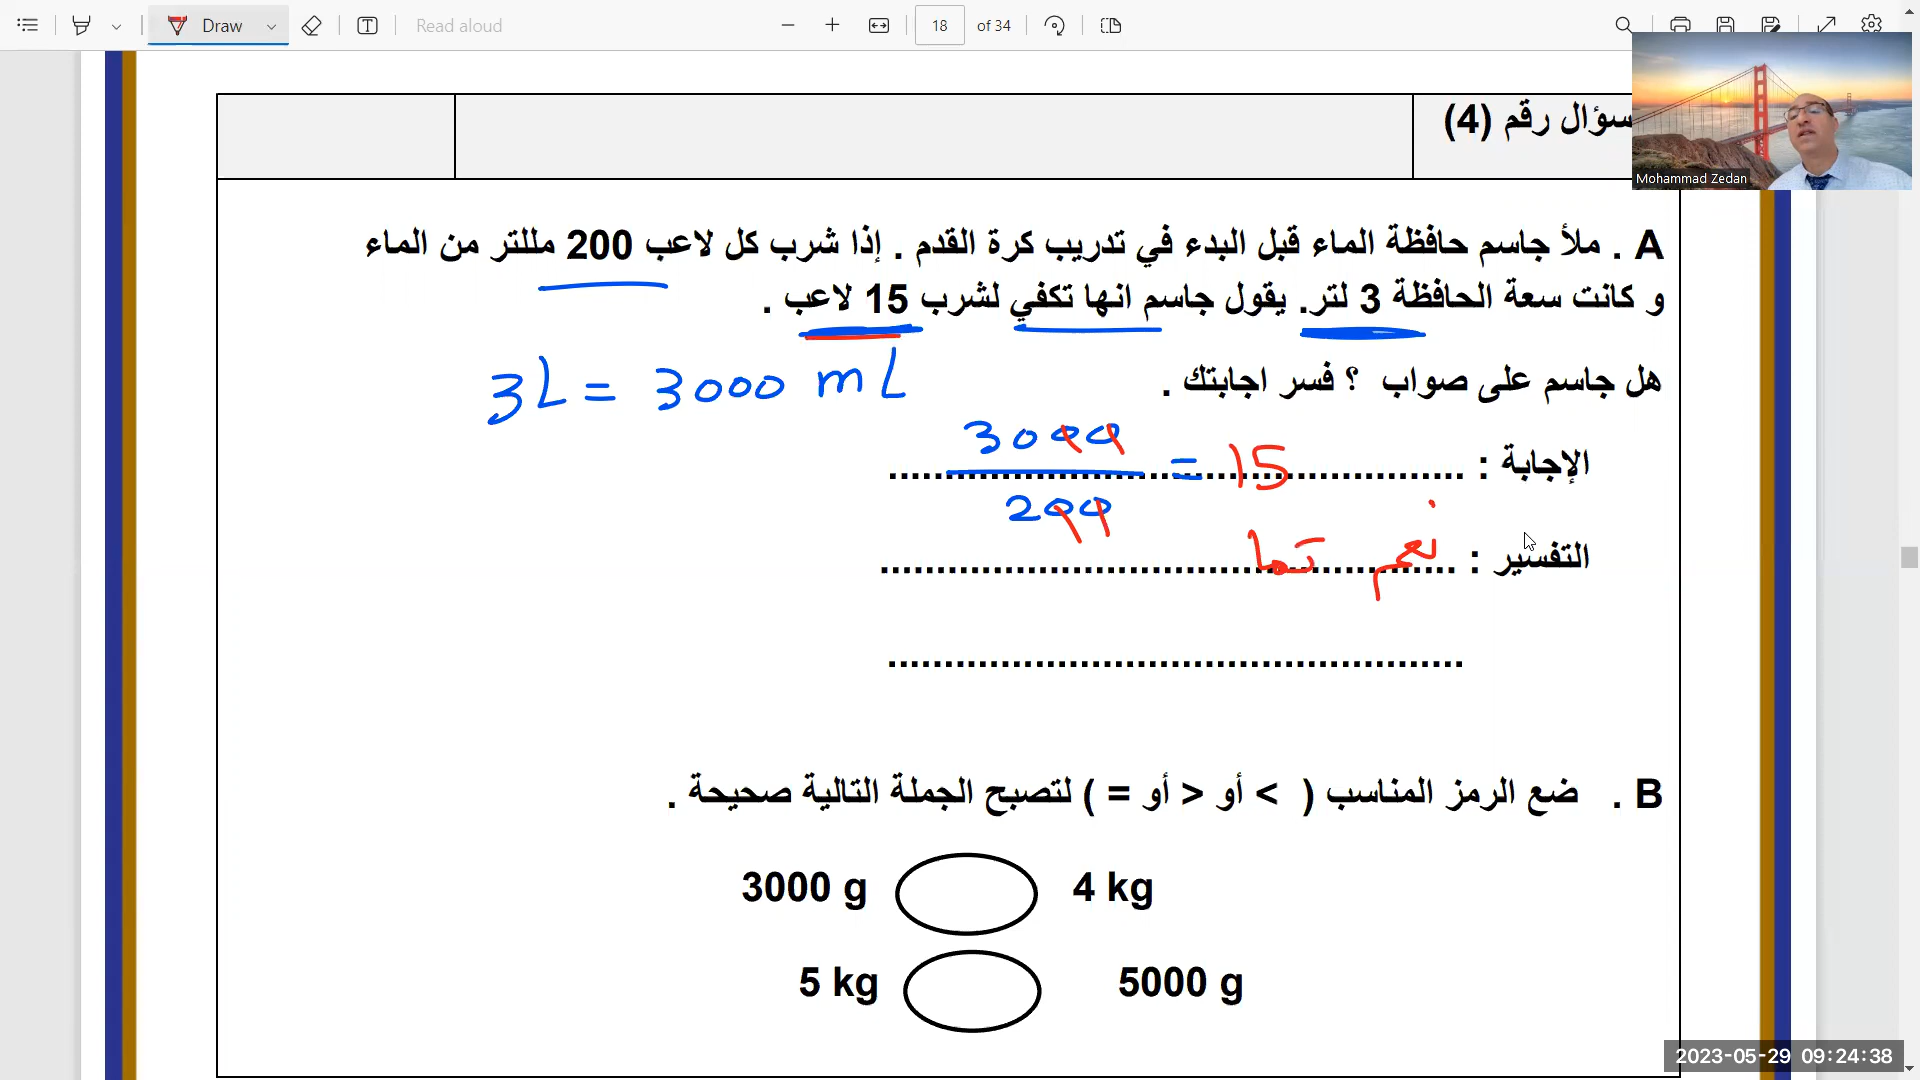 Draw
Read aloud
18 of 34
سؤال رقم (4)
Mohammad Zedan
A . ملأ جاسم حافظة الماء قبل البدء في تدريب كرة القدم . إذا شرب كل لاعب 200 مللتر من الماء
و كانت سعة الحافظة 3 لتر. يقول جاسم انها تكفي لشرب 15 لاعب .
هل جاسم على صواب ؟ فسر اجابتك .
3L = 3000 mL
الإجابة :
3000
200
= 15
التفسير :
نعم
B . ضع الرمز المناسب ( > أو < أو = ) لتصبح الجملة التالية صحيحة .
3000 g 4 kg
5 kg 5000 g
2023-05-29 09:24:38